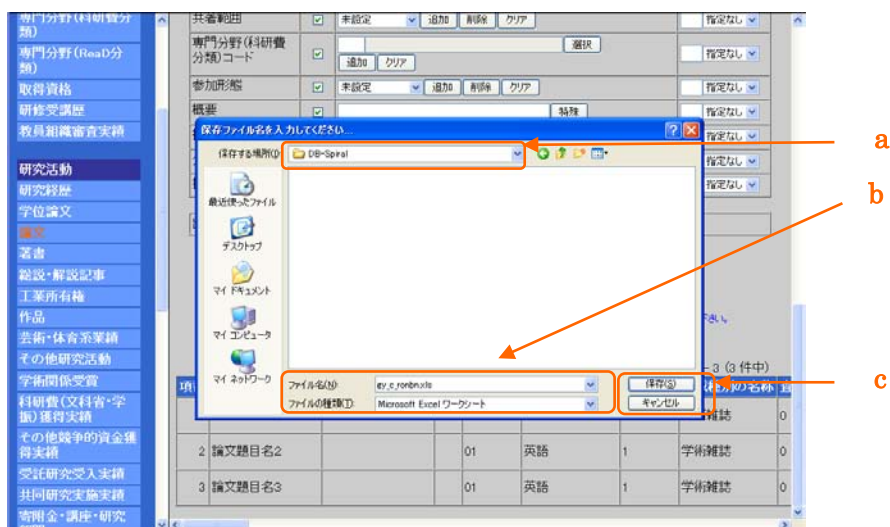 専門分野(科研費分
類)
専門分野(ReaD分
類)
取得資格
研修受講歴
教員組織審査実績
研究活動
研究経歴
学位論文
論文
著書
総説・解説記事
工業所有権
作品
芸術・体育系業績
その他研究活動
学術関係受賞
科研費(文科省・学
振)獲得実績
その他競争的資金獲
得実績
受託研究受入実績
共同研究実施実績
寄附金・講座・研究
共著範囲 未設定 追加 削除 クリア 指定なし
専門分野(科研費
分類)コード 選択 指定なし
追加 クリア
参加形態 未設定 追加 削除 クリア 指定なし
概要 特殊 指定なし
指定なし
指定なし
指定なし
保存ファイル名を入力してください...
保存する場所(I): DB-Spiral
最近使ったファイル
デスクトップ
マイ ドキュメント
マイ コンピュータ
マイ ネットワーク
ファイル名(N): ey_c_ronbn.xls 保存(S)
ファイルの種類(T): Microsoft Excel ワークシート キャンセル
a
b
c
下さい。
- 3 (3 件中)
種別の名称
雑誌 0
2 論文題目名2 01 英語 1 学術雑誌 0
3 論文題目名3 01 英語 1 学術雑誌 0